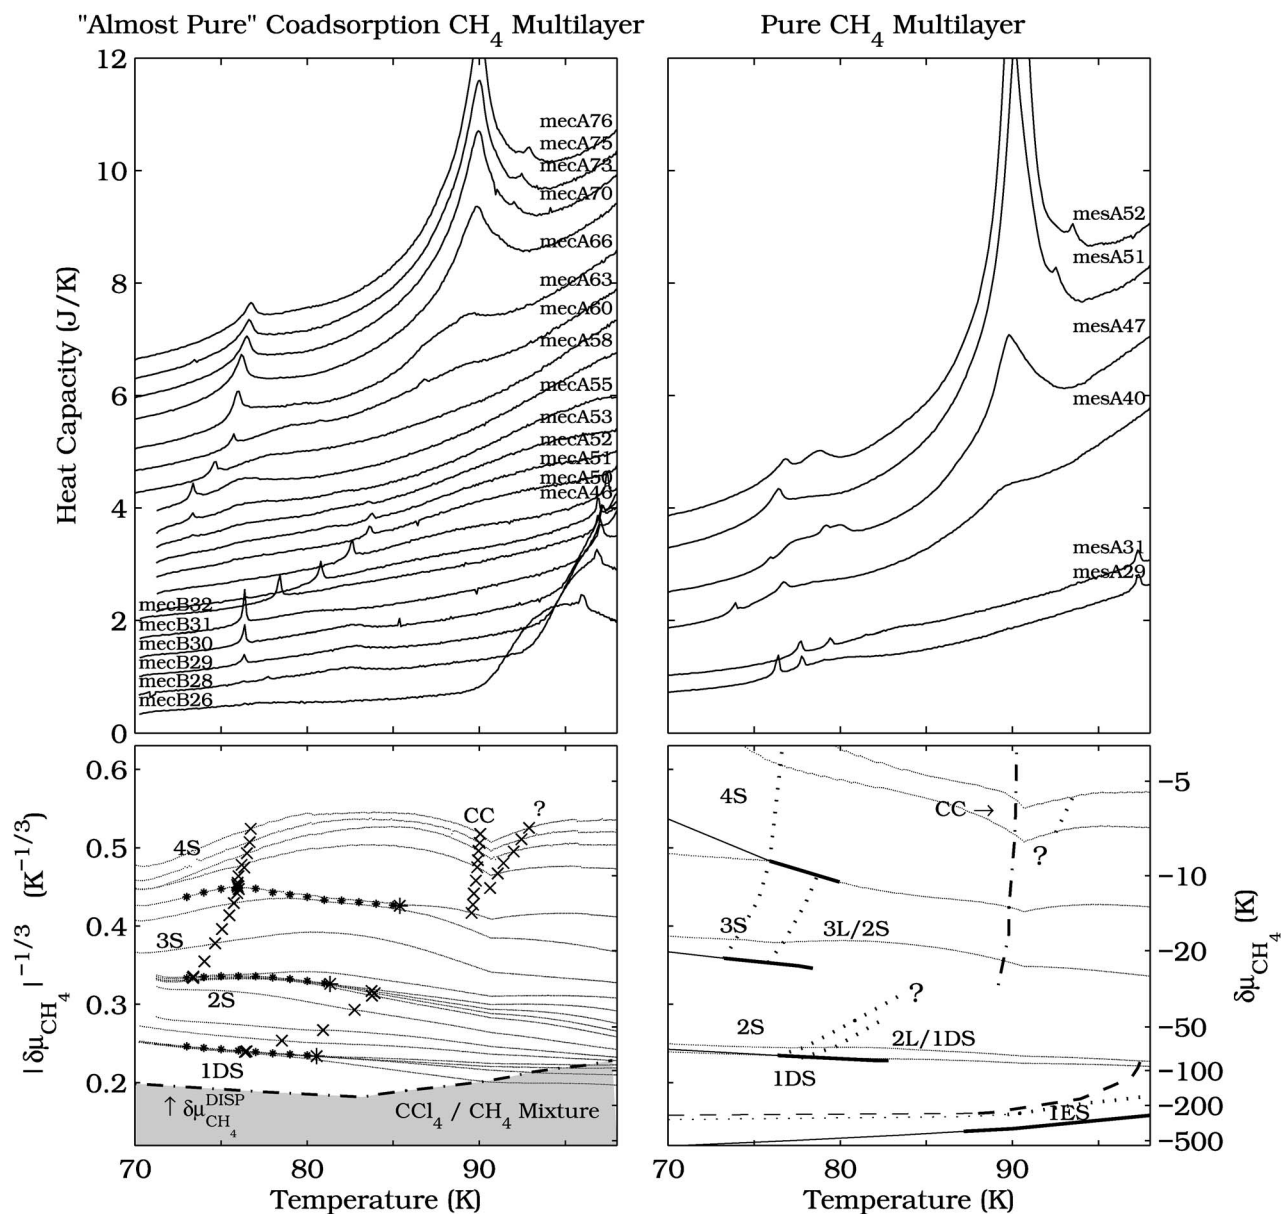 "Almost Pure" Coadsorption CH4 Multilayer
Pure CH4 Multilayer
Heat Capacity (J/K)
12
10
8
6
4
2
0
mecA76
mecA75
mecA73
mecA70
mecA66
mecA63
mecA60
mecA58
mecA55
mecA53
mecA52
mecA51
mecA50
mecA46
mecB32
mecB31
mecB30
mecB29
mecB28
mecB26
mesA52
mesA51
mesA47
mesA40
mesA31
mesA29
|δμCH4|−1/3 (K−1/3)
0.6
0.5
0.4
0.3
0.2
4S
3S
2S
1DS
CC
?
↑ δμCH4DISP
CCl4 / CH4 Mixture
70 80 90
Temperature (K)
4S
CC →
?
3S
3L/2S
?
2S
2L/1DS
1DS
1ES
−5
−10
−20
−50
−100
−200
−500
δμCH4 (K)
70 80 90
Temperature (K)